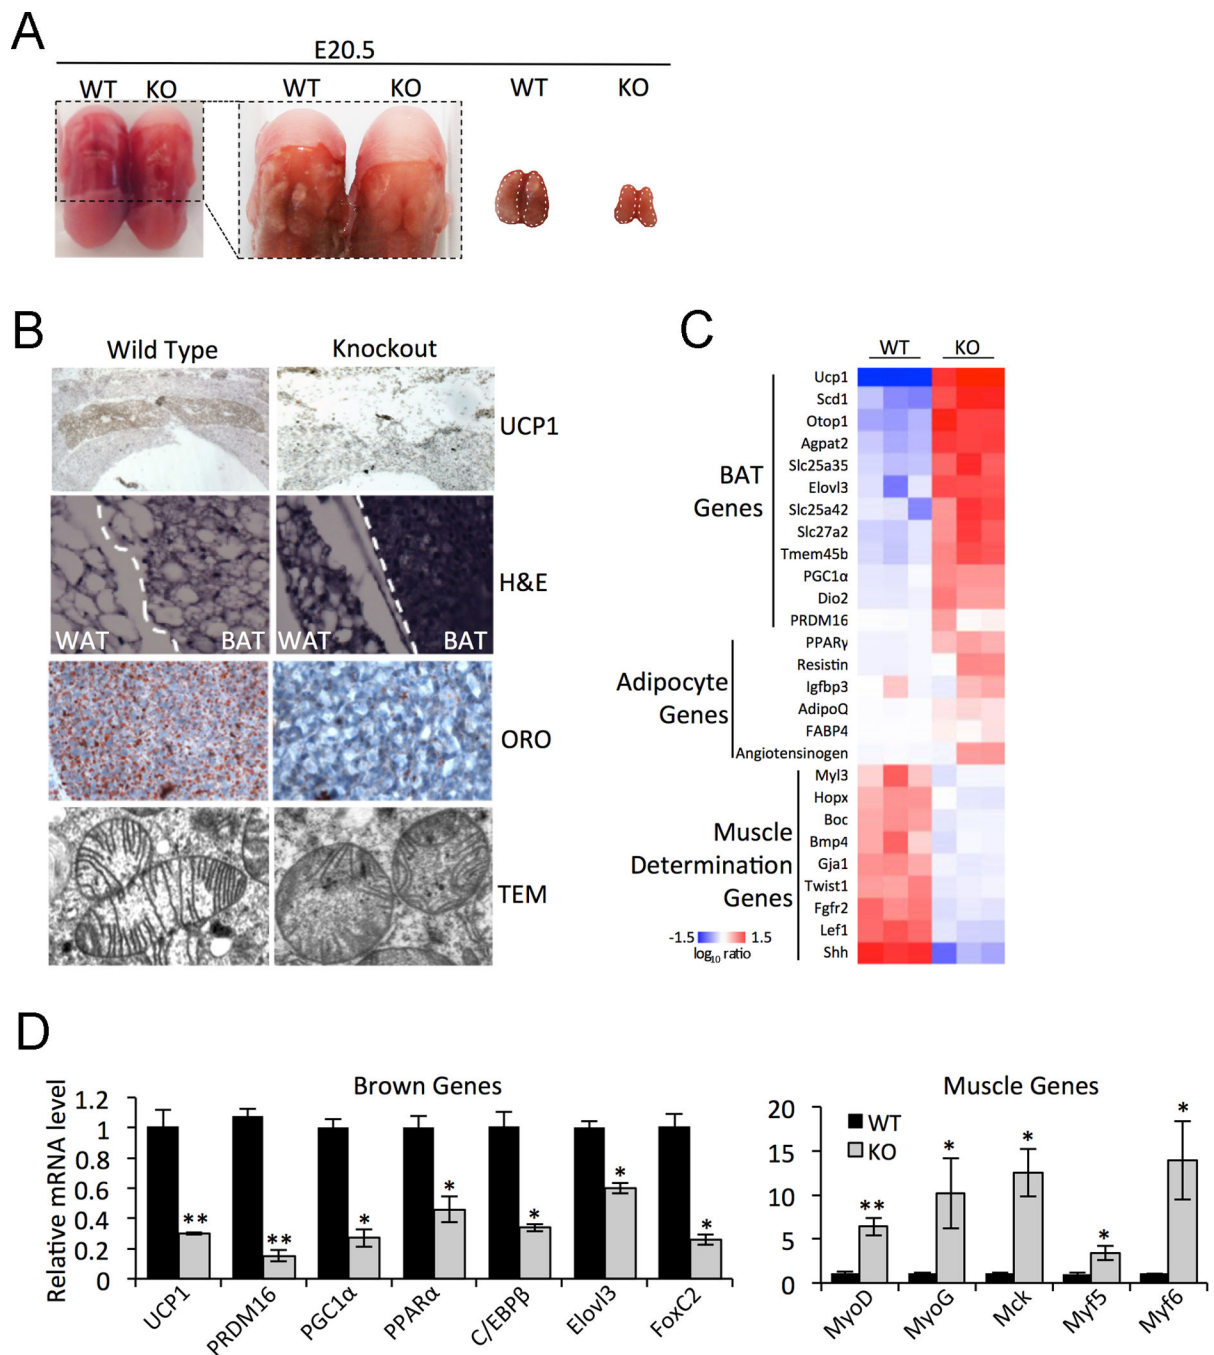 A
E20.5
WT KO WT KO WT KO
B
Wild Type Knockout
UCP1
WAT BAT WAT BAT
H&E
ORO
TEM
C
WT KO
BAT
Genes
Ucp1
Scd1
Otop1
Agpat2
Slc25a35
Elovl3
Slc25a42
Slc27a2
Tmem45b
PGC1α
Dio2
PRDM16
Adipocyte
Genes
PPARγ
Resistin
Igfbp3
AdipoQ
FABP4
Angiotensinogen
Muscle
Determination
Genes
Myl3
Hopx
Boc
Bmp4
Gja1
Twist1
Fgfr2
Lef1
Shh
-1.5 1.5
log10 ratio
D
Brown Genes
Relative mRNA level
1.2
1
0.8
0.6
0.4
0.2
0
** ** * * * * *
UCP1 PRDM16 PGC1α PPARα C/EBPβ Elovl3 FoxC2
Muscle Genes
WT
KO
20
15
10
5
0
** * * * *
MyoD MyoG Mck Myf5 Myf6